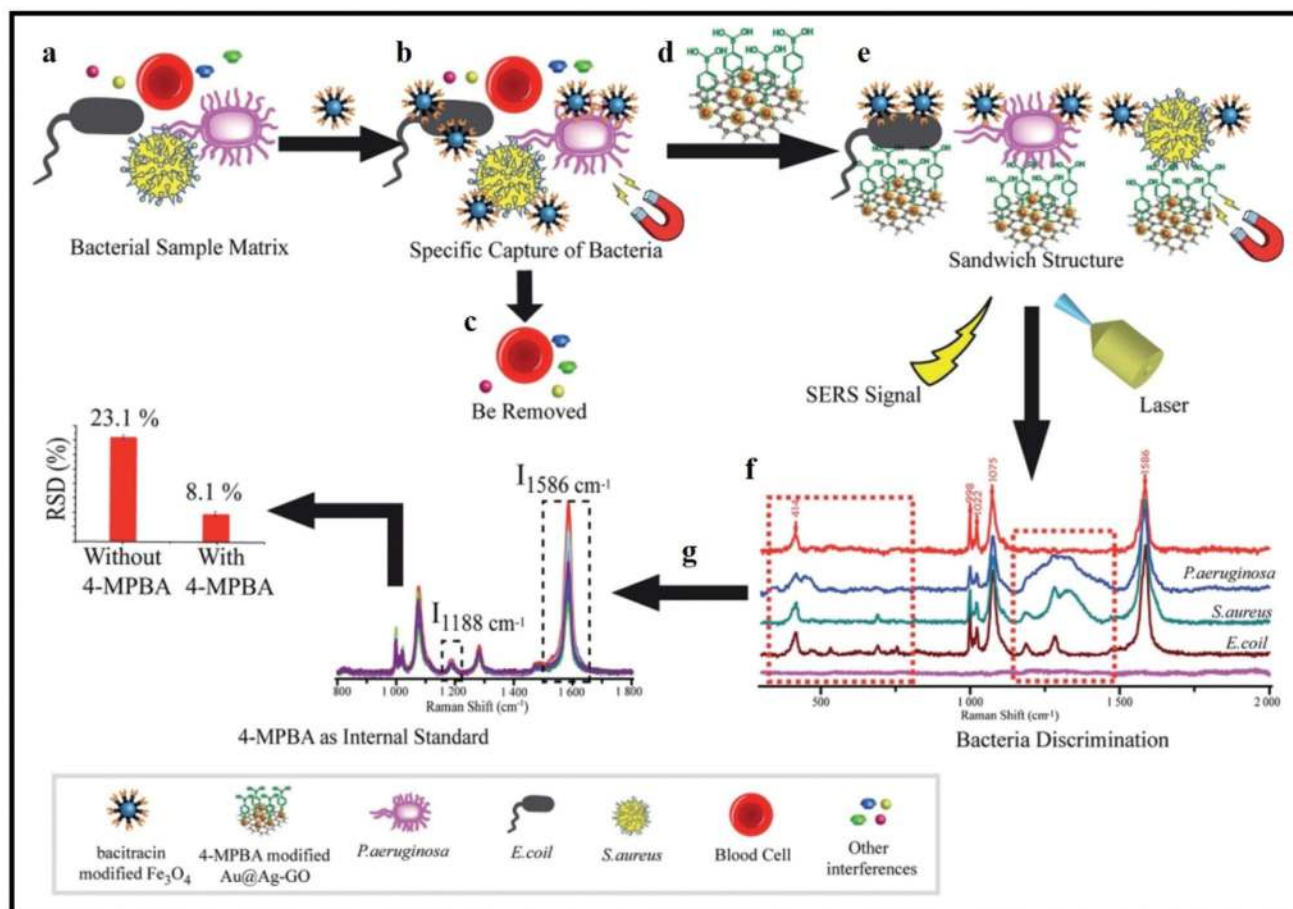 a
b
d
e
HO
OH
Bacterial Sample Matrix
Specific Capture of Bacteria
Sandwich Structure
c
Be Removed
SERS Signal
Laser
23.1 %
8.1 %
RSD (%)
Without
4-MPBA
With
4-MPBA
I1586 cm-1
I1188 cm-1
800
1 000
1 200
1 400
1 600
1 800
Raman Shift (cm-1)
4-MPBA as Internal Standard
g
f
414
998
1022
1075
1586
P.aeruginosa
S.aureus
E.coil
500
1 000
1 500
2 000
Raman Shift (cm-1)
Bacteria Discrimination
bacitracin
modified Fe3O4
4-MPBA modified
Au@Ag-GO
P.aeruginosa
E.coil
S.aureus
Blood Cell
Other
interferences